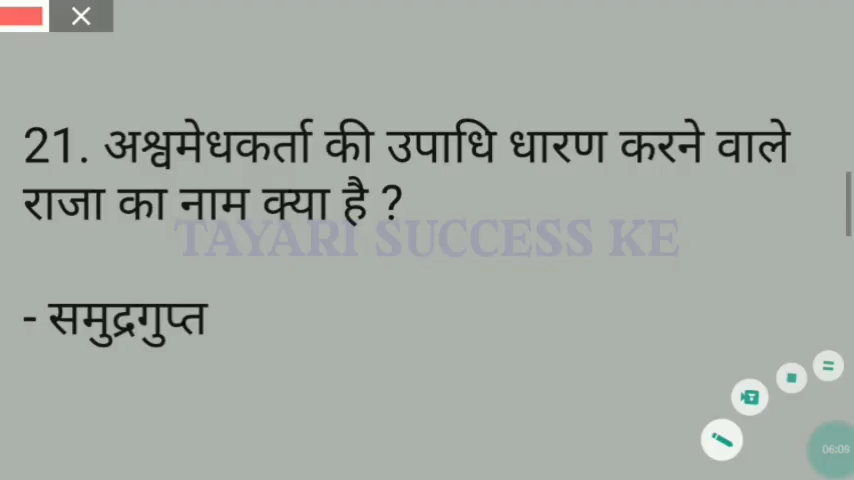 21. अश्वमेधकर्ता की उपाधि धारण करने वाले
राजा का नाम क्या है ?
TAYARI SUCCESS KE
- समुद्रगुप्त
06:09